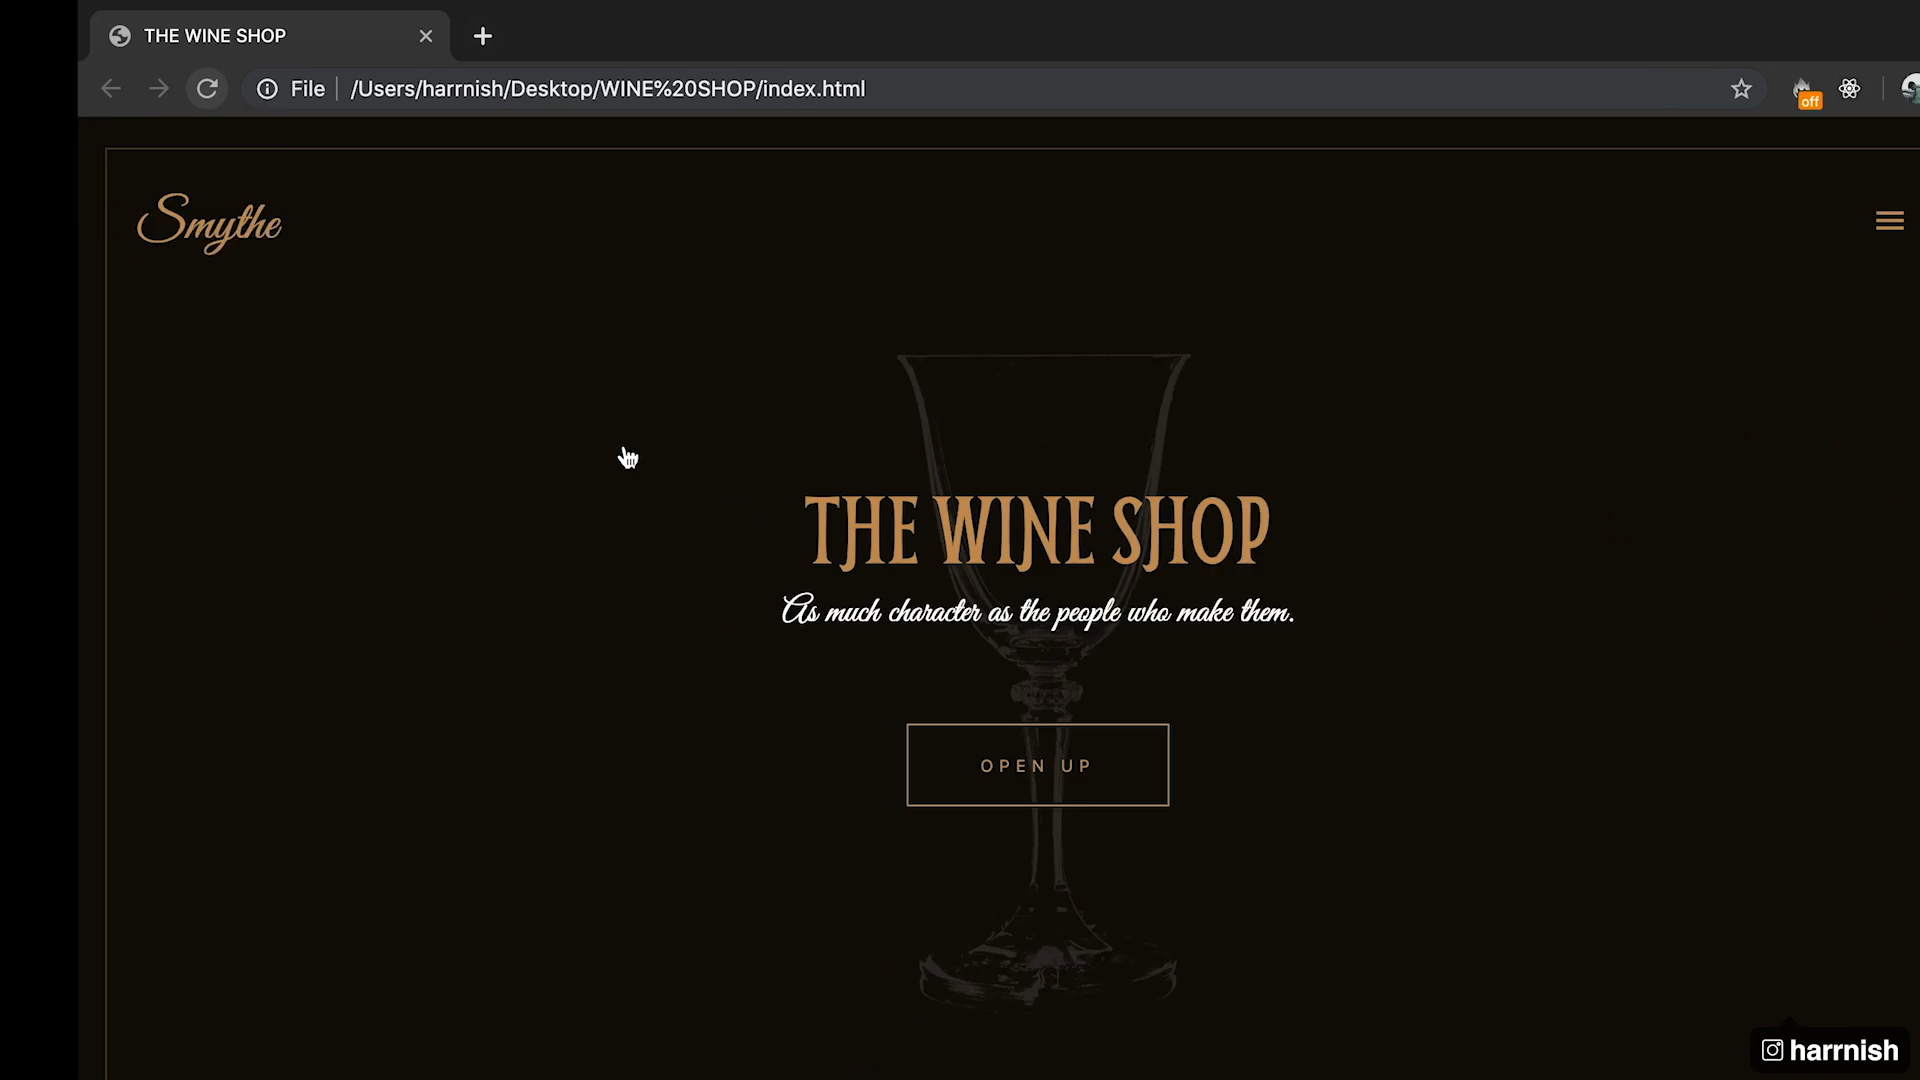 THE WINE SHOP
File /Users/harrnish/Desktop/WINE%20SHOP/index.html
off
Smythe
THE WINE SHOP
As much character as the people who make them.
OPEN UP
harrnish